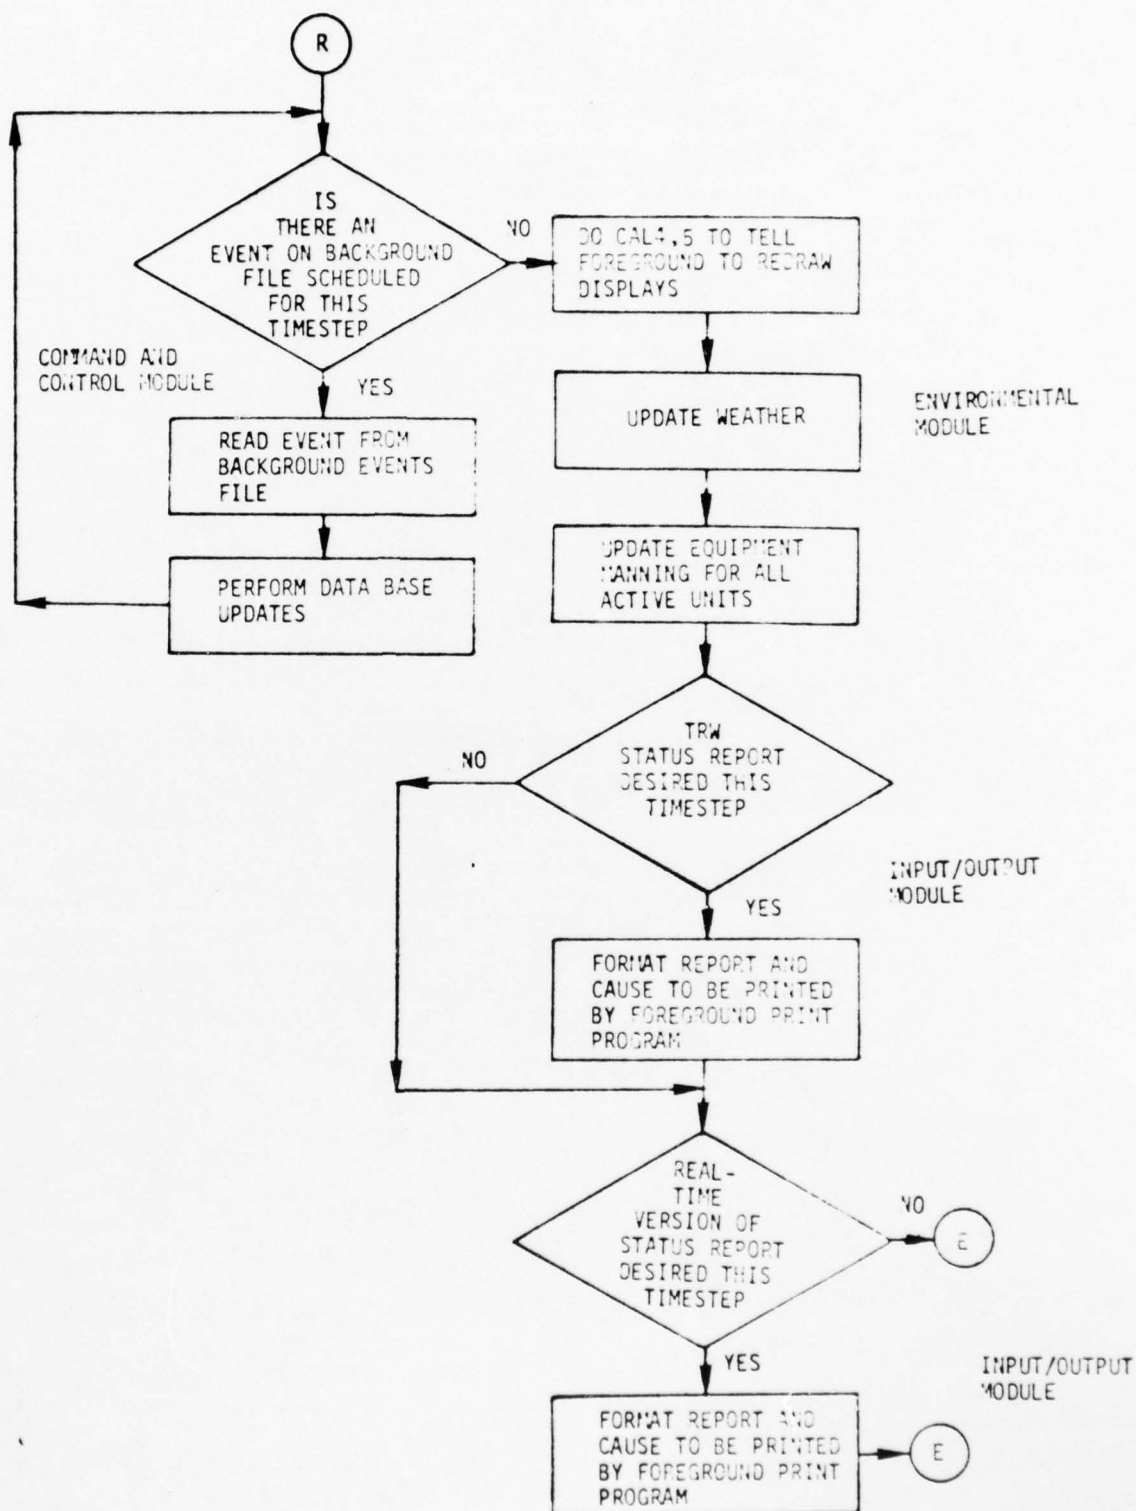 R
IS
THERE AN
EVENT ON BACKGROUND
FILE SCHEDULED
FOR THIS
TIMESTEP
NO
DO CAL4,5 TO TELL
FOREGROUND TO REDRAW
DISPLAYS
COMMAND AND
CONTROL MODULE
YES
READ EVENT FROM
BACKGROUND EVENTS
FILE
UPDATE WEATHER
ENVIRONMENTAL
MODULE
PERFORM DATA BASE
UPDATES
UPDATE EQUIPMENT
MANNING FOR ALL
ACTIVE UNITS
TRW
STATUS REPORT
DESIRED THIS
TIMESTEP
NO
INPUT/OUTPUT
MODULE
YES
FORMAT REPORT AND
CAUSE TO BE PRINTED
BY FOREGROUND PRINT
PROGRAM
REAL-
TIME
VERSION OF
STATUS REPORT
DESIRED THIS
TIMESTEP
NO
E
YES
INPUT/OUTPUT
MODULE
FORMAT REPORT AND
CAUSE TO BE PRINTED
BY FOREGROUND PRINT
PROGRAM
E